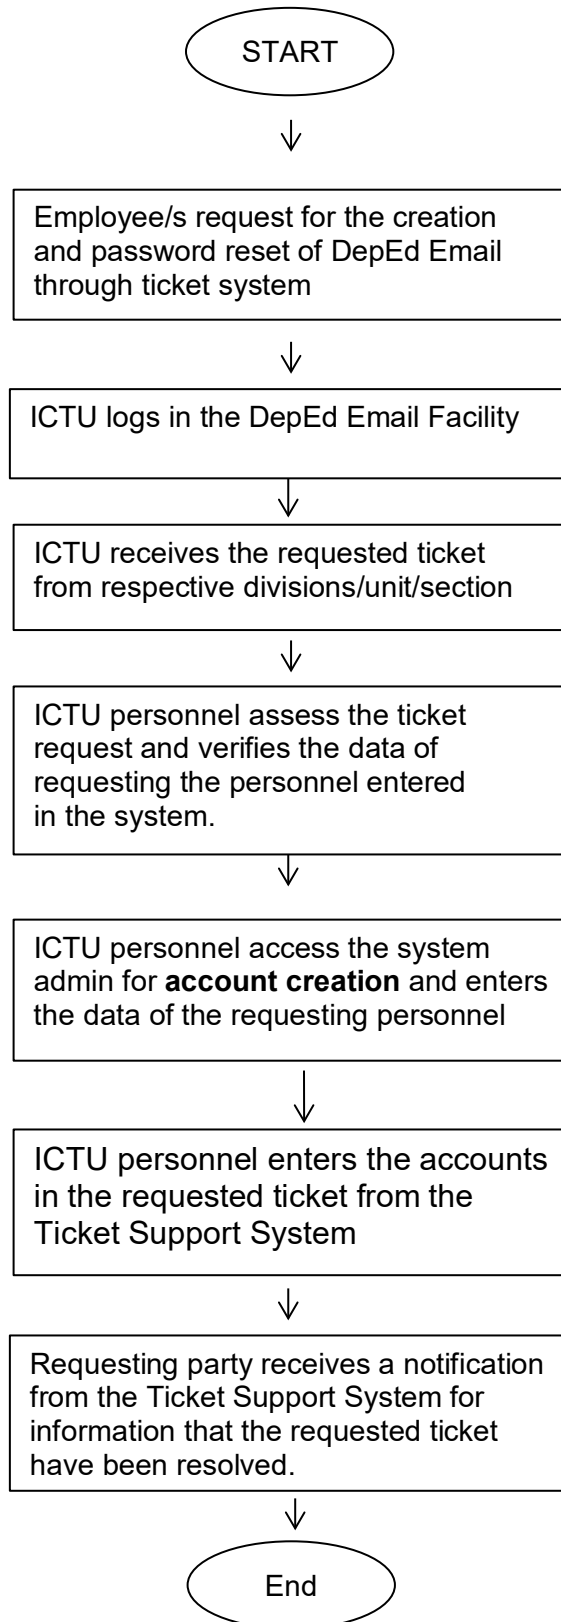 START
Employee/s request for the creation
and password reset of DepEd Email
through ticket system
ICTU logs in the DepEd Email Facility
ICTU receives the requested ticket
from respective divisions/unit/section
ICTU personnel assess the ticket
request and verifies the data of
requesting the personnel entered
in the system.
ICTU personnel access the system
admin for account creation and enters
the data of the requesting personnel
ICTU personnel enters the accounts
in the requested ticket from the
Ticket Support System
Requesting party receives a notification
from the Ticket Support System for
information that the requested ticket
have been resolved.
End